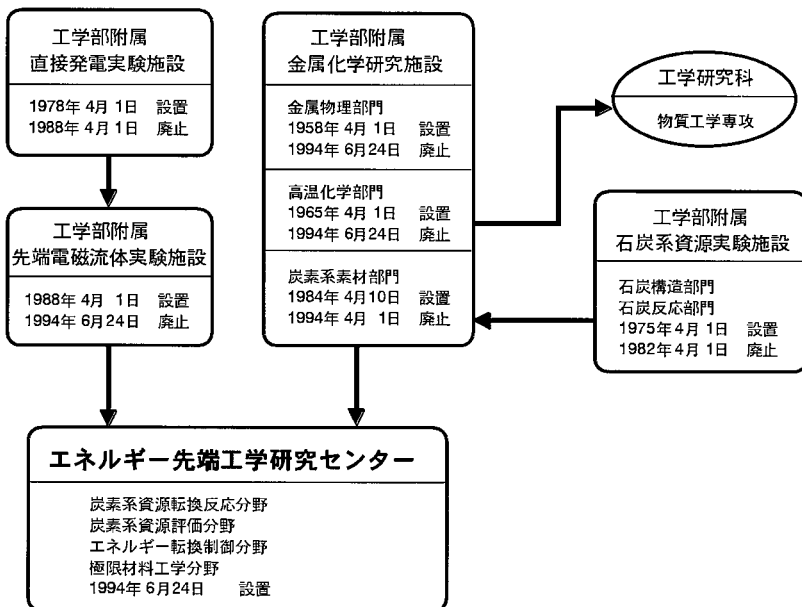 工学部附属
直接発電実験施設
1978年 4月 1日 設置
1988年 4月 1日 廃止
工学部附属
先端電磁流体実験施設
1988年 4月 1日 設置
1994年 6月24日 廃止
工学部附属
金属化学研究施設
金属物理部門
1958年 4月 1日 設置
1994年 6月24日 廃止
高温化学部門
1965年 4月 1日 設置
1994年 6月24日 廃止
炭素系素材部門
1984年 4月10日 設置
1994年 4月 1日 廃止
工学研究科
物質工学専攻
工学部附属
石炭系資源実験施設
石炭構造部門
石炭反応部門
1975年 4月 1日 設置
1982年 4月 1日 廃止
エネルギー先端工学研究センター
炭素系資源転換反応分野
炭素系資源評価分野
エネルギー転換制御分野
極限材料工学分野
1994年 6月24日 設置